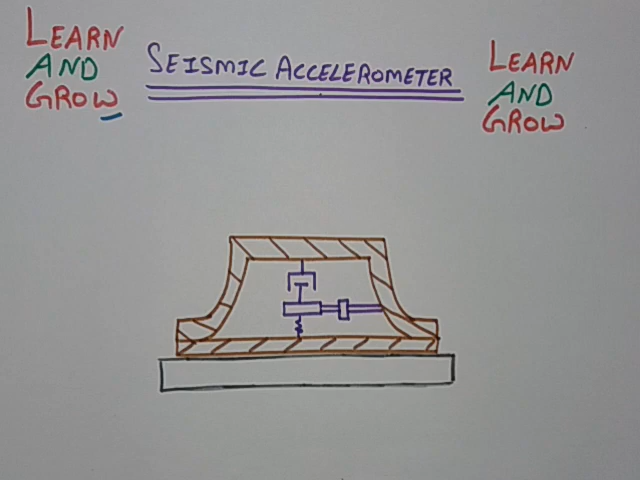 LEARN
AND
GROW
SEISMIC ACCELEROMETER
LEARN
AND
GROW